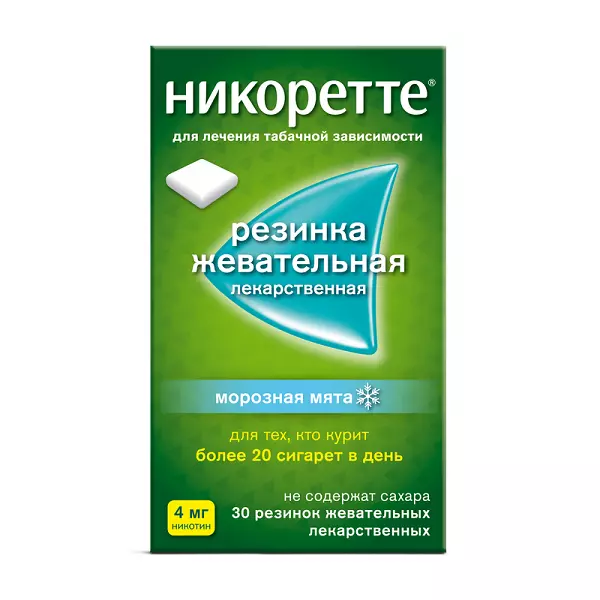 никоретте®
для лечения табачной зависимости
резинка
жевательная
лекарственная
морозная мята
для тех, кто курит
более 20 сигарет в день
4 мг
никотин
не содержат сахара
30 резинок жевательных
лекарственных